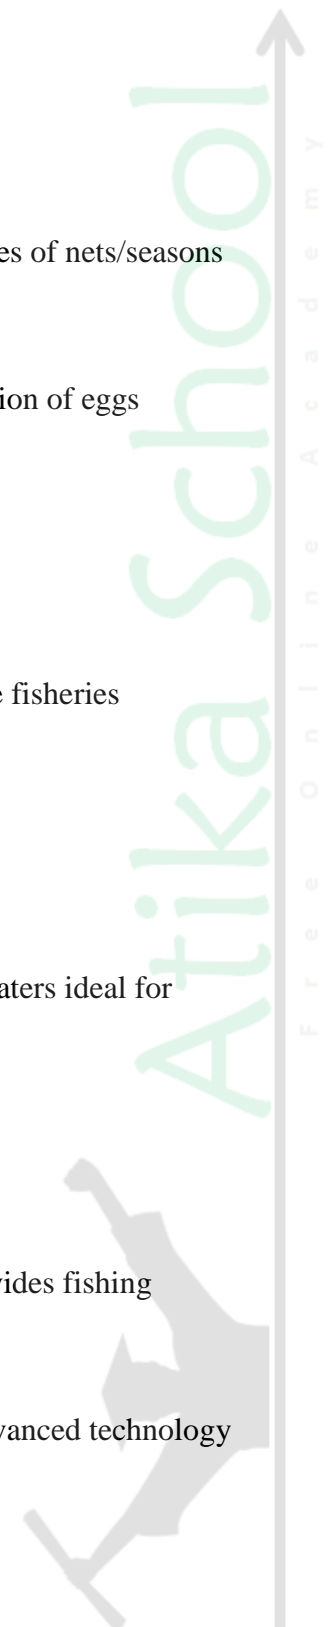 es of nets/seasons
ion of eggs
e fisheries
aters ideal for
vides fishing
vanced technology
Atika School
Free Online Academy